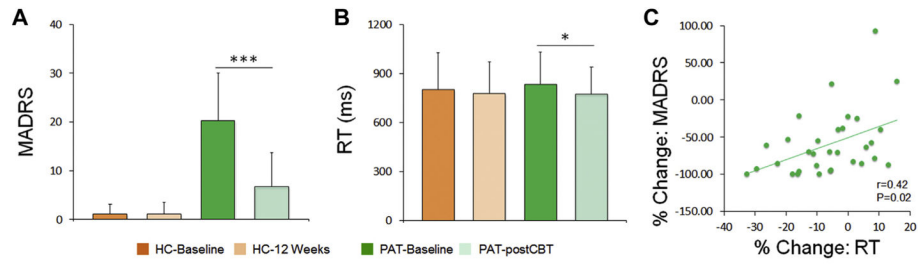 A
MADRS
40
30
20
10
0
***
B
RT (ms)
1200
900
600
300
0
*
C
% Change: MADRS
100.00
50.00
0.00
-50.00
-100.00
-150.00
r=0.42
P=0.02
-40 -30 -20 -10 0 10 20
% Change: RT
HC-Baseline HC-12 Weeks PAT-Baseline PAT-postCBT